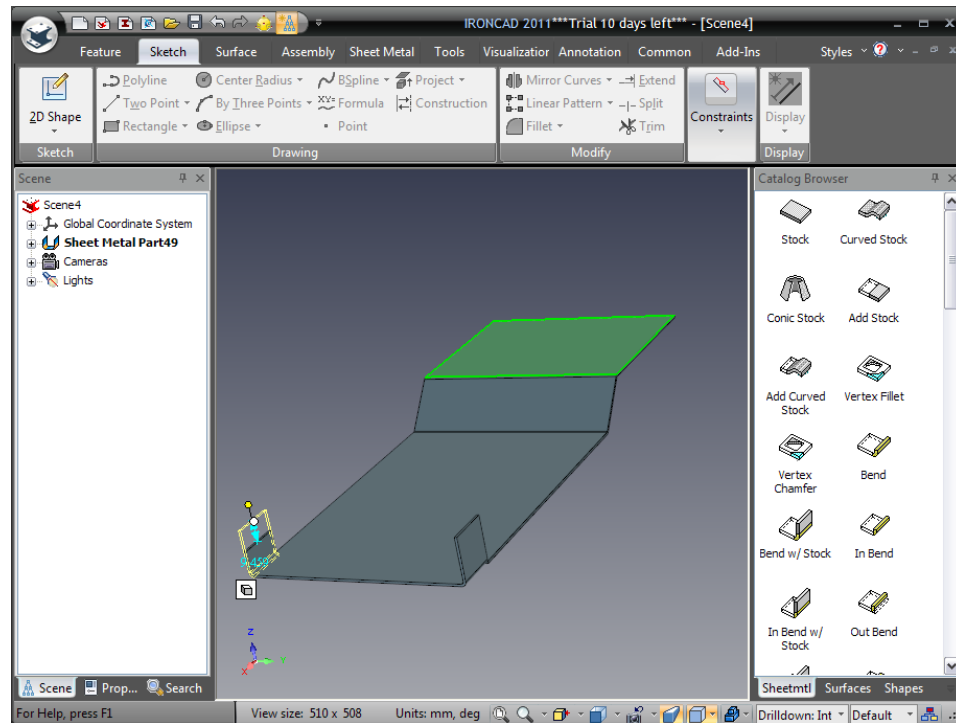 IRONCAD 2011***Trial 10 days left*** - [Scene4]
Feature Sketch Surface Assembly Sheet Metal Tools Visualizatior Annotation Common Add-Ins Styles
Polyline Center Radius BSpline Project Mirror Curves Extend
2D Shape Two Point By Three Points XYZ= Formula Construction Linear Pattern Split Constraints Display
Rectangle Ellipse Point Fillet Trim
Sketch Drawing Modify Display
Scene
Scene4
Global Coordinate System
Sheet Metal Part49
Cameras
Lights
Z
X
Catalog Browser
Stock Curved Stock
Conic Stock Add Stock
Add Curved Stock Vertex Fillet
Vertex Chamfer Bend
Bend w/ Stock In Bend
In Bend w/ Stock Out Bend
Scene Prop... Search
Sheetmtl Surfaces Shapes
For Help, press F1 View size: 510 x 508 Units: mm, deg Drilldown: Int Default